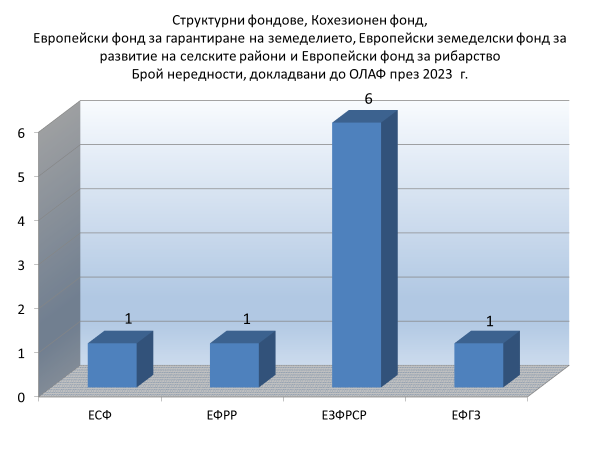 Структурни фондове, Кохезионен фонд,
Европейски фонд за гарантиране на земеделието, Европейски земеделски фонд за
развитие на селските райони и Европейски фонд за рибарство
Брой нередности, докладвани до ОЛАФ през 2023 г.
6
5
4
3
2
1
0
1
1
6
1
ЕСФ
ЕФРР
ЕЗФРСР
ЕФГЗ